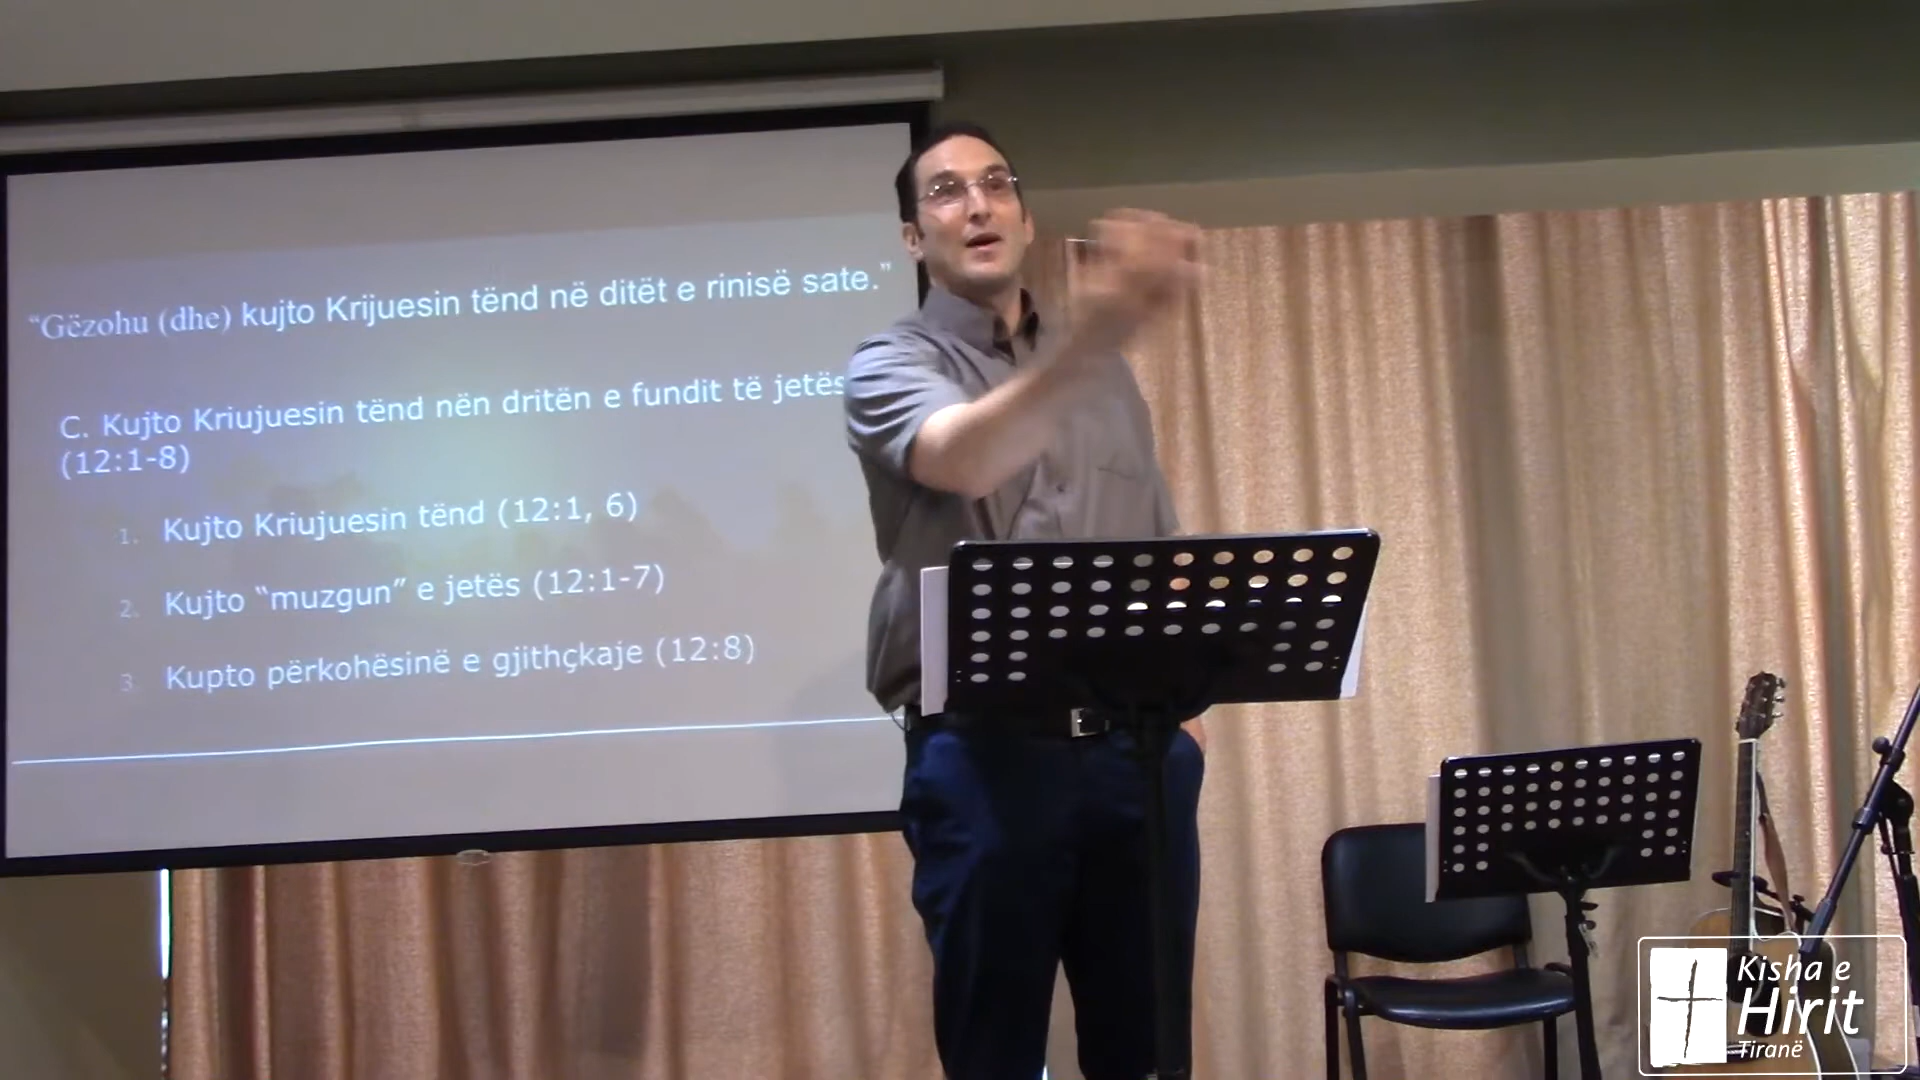 “Gëzohu (dhe) kujto Krijuesin tënd në ditët e rinisë sate.”
C. Kujto Kriujuesin tënd nën dritën e fundit të jetës
(12:1-8)
1. Kujto Kriujuesin tënd (12:1, 6)
2. Kujto “muzgun” e jetës (12:1-7)
3. Kupto përkohësinë e gjithçkaje (12:8)
Kisha e
Hirit
Tiranë